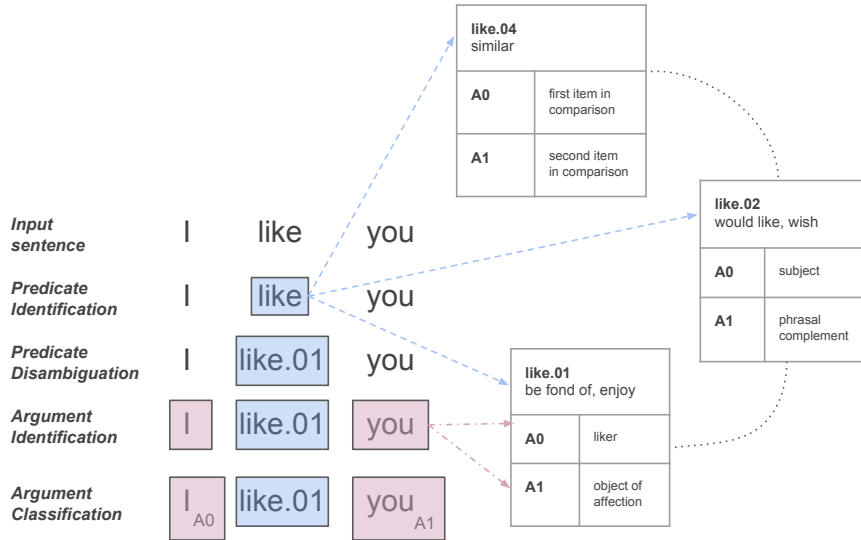 like.04
similar
A0
first item in
comparison
A1
second item
in comparison
like.02
would like, wish
A0
subject
A1
phrasal
complement
Input
sentence
I like you
Predicate
Identification
I like you
Predicate
Disambiguation
I like.01 you
Argument
Identification
I like.01 you
Argument
Classification
I A0 like.01 you A1
like.01
be fond of, enjoy
A0
liker
A1
object of
affection